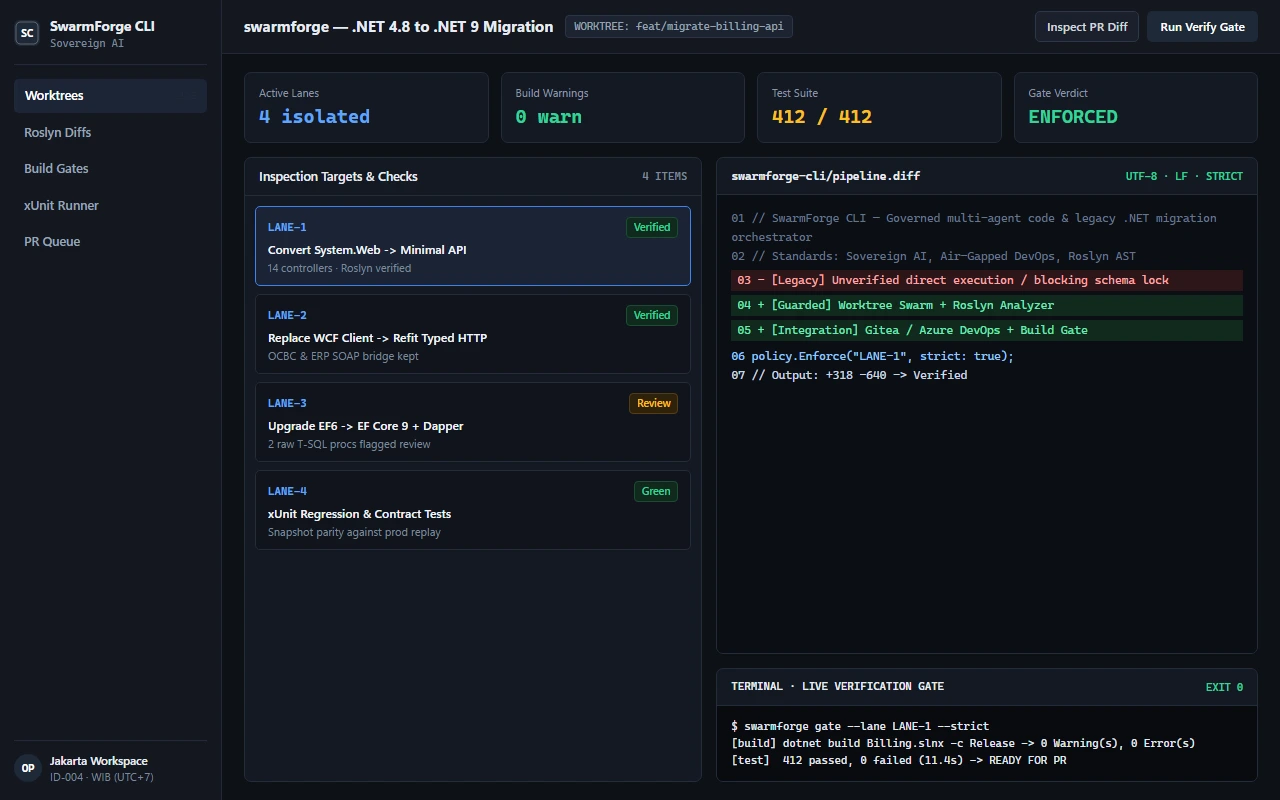 SC
SwarmForge CLI
Sovereign AI
Worktrees
Roslyn Diffs
Build Gates
xUnit Runner
PR Queue
OP
Jakarta Workspace
ID-004 · WIB (UTC+7)
swarmforge — .NET 4.8 to .NET 9 Migration
WORKTREE: feat/migrate-billing-api
Inspect PR Diff
Run Verify Gate
Active Lanes
4 isolated
Build Warnings
0 warn
Test Suite
412 / 412
Gate Verdict
ENFORCED
Inspection Targets & Checks
4 ITEMS
LANE-1
Verified
Convert System.Web -> Minimal API
14 controllers · Roslyn verified
LANE-2
Verified
Replace WCF Client -> Refit Typed HTTP
OCBC & ERP SOAP bridge kept
LANE-3
Review
Upgrade EF6 -> EF Core 9 + Dapper
2 raw T-SQL procs flagged review
LANE-4
Green
xUnit Regression & Contract Tests
Snapshot parity against prod replay
swarmforge-cli/pipeline.diff
UTF-8 · LF · STRICT
01 // SwarmForge CLI — Governed multi-agent code & legacy .NET migration
orchestrator
02 // Standards: Sovereign AI, Air-Gapped DevOps, Roslyn AST
03 - [Legacy] Unverified direct execution / blocking schema lock
04 + [Guarded] Worktree Swarm + Roslyn Analyzer
05 + [Integration] Gitea / Azure DevOps + Build Gate
06 policy.Enforce("LANE-1", strict: true);
07 // Output: +318 -640 -> Verified
TERMINAL · LIVE VERIFICATION GATE
EXIT 0
$ swarmforge gate --lane LANE-1 --strict
[build] dotnet build Billing.slnx -c Release -> 0 Warning(s), 0 Error(s)
[test]  412 passed, 0 failed (11.4s) -> READY FOR PR